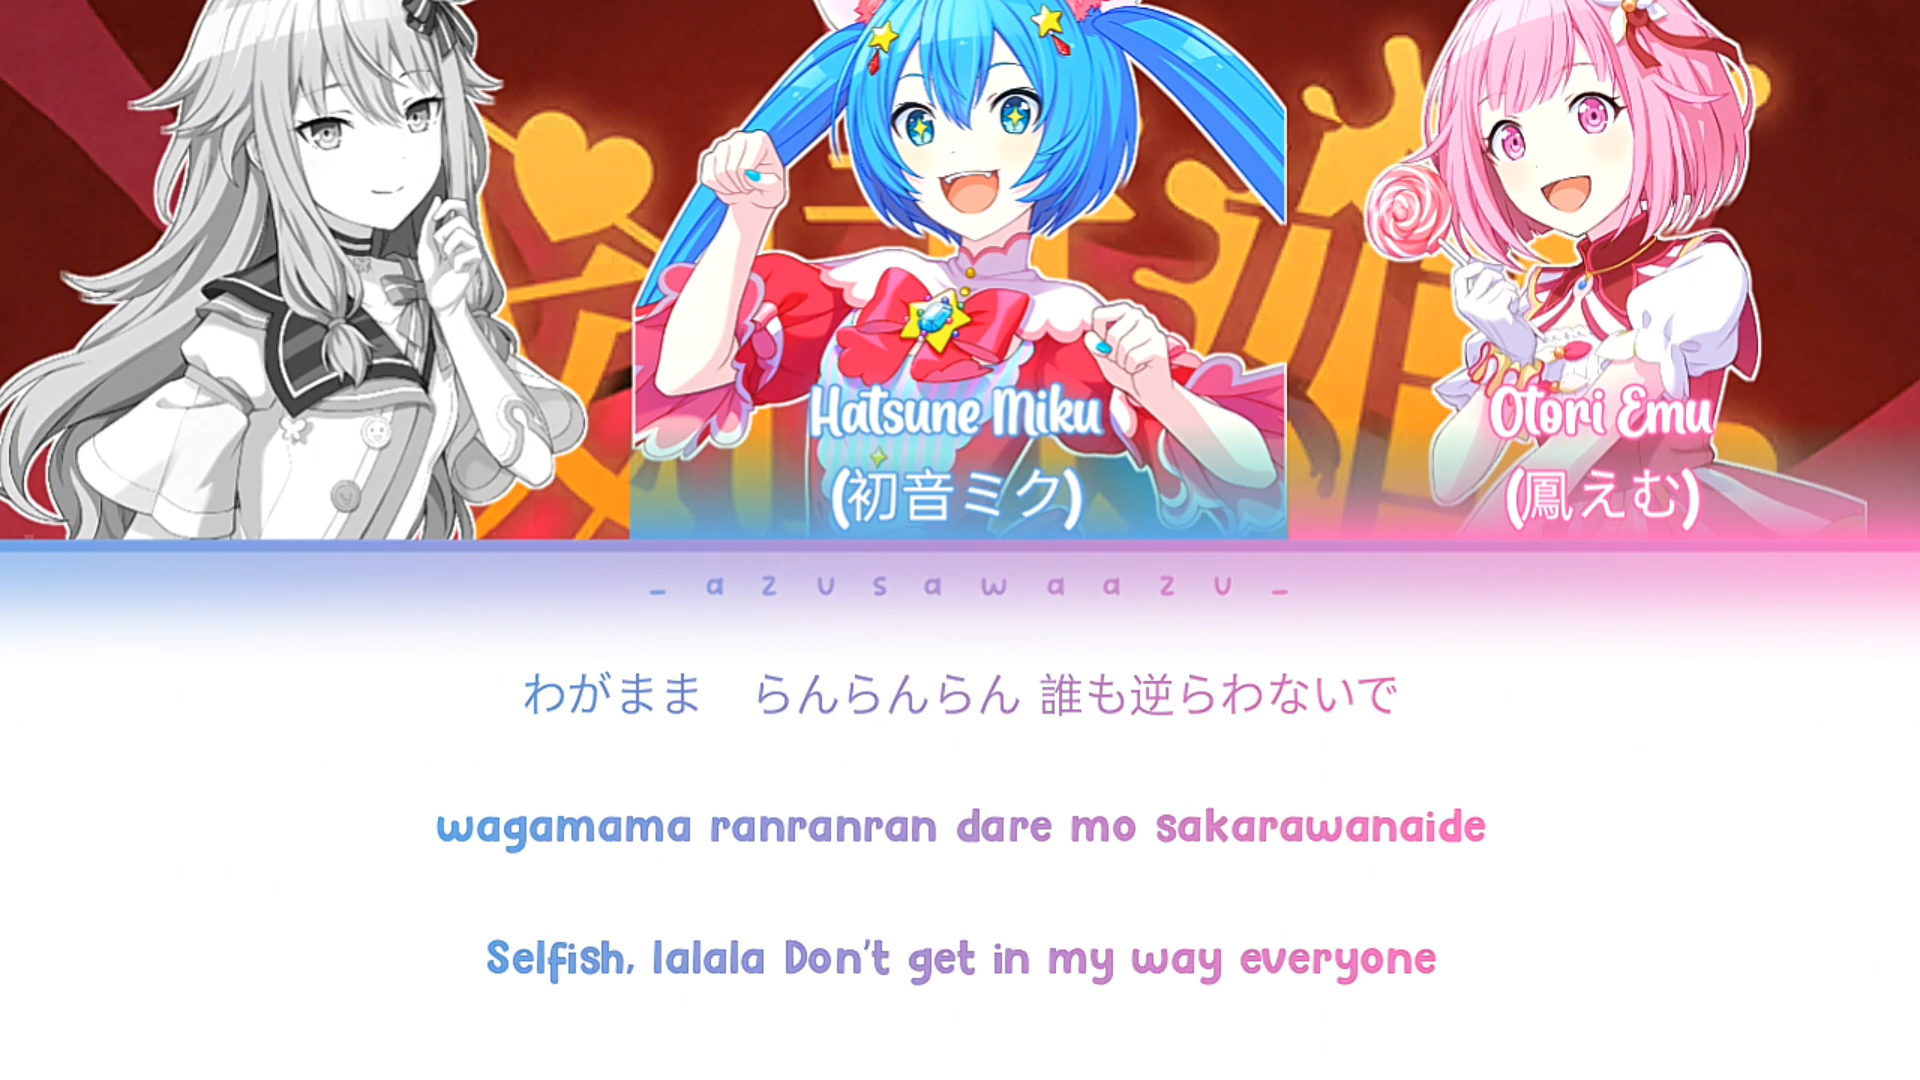 Hatsune Miku
(初音ミク)
Otori Emu
(鳳えむ)
_ a z u s a w a a z u _
わがまま　らんらんらん 誰も逆らわないで
wagamama ranranran dare mo sakarawanaide
Selfish, lalala Don't get in my way everyone